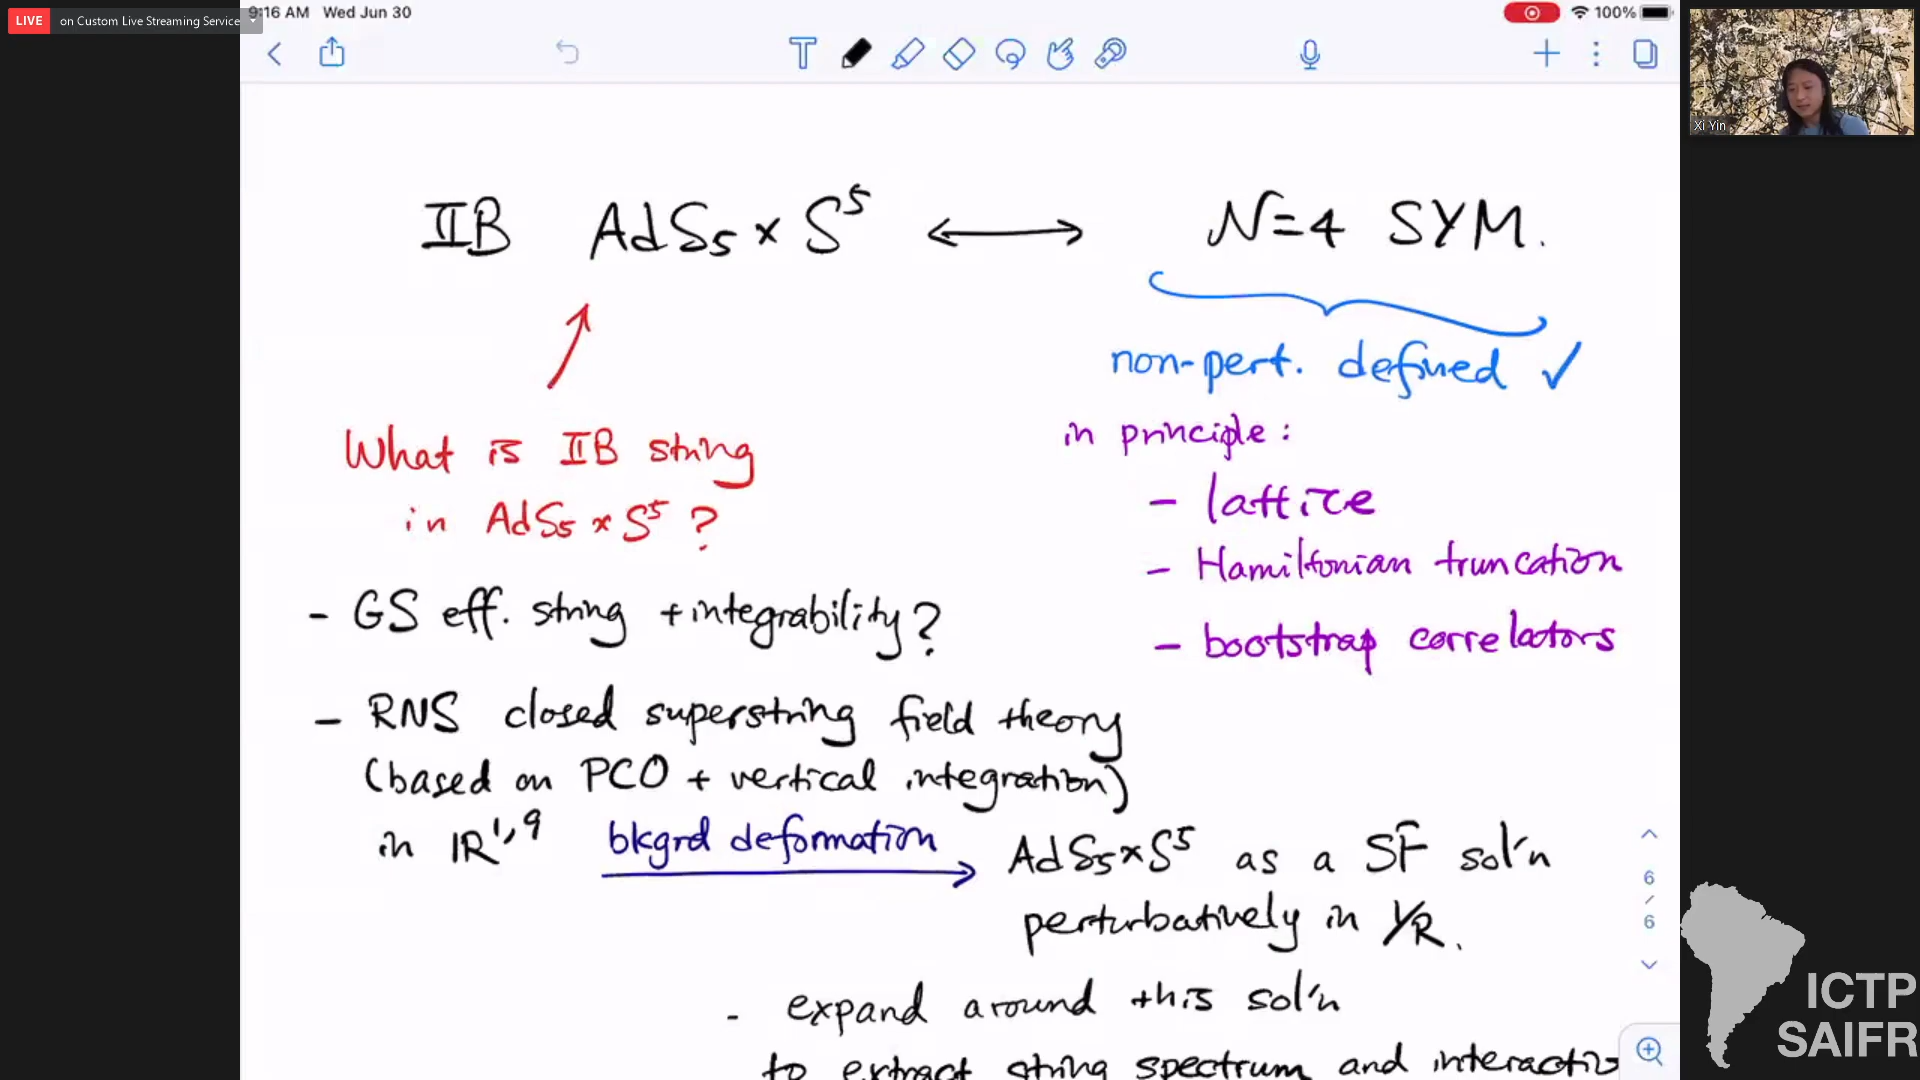 LIVE on Custom Live Streaming Service
9:16 AM Wed Jun 30
100%
Xi Yin
IIB AdS₅ × S⁵ ⟷ N=4 SYM.
non-pert. defined ✓
in principle:
- lattice
- Hamiltonian truncation
- bootstrap correlators
What is IIB string
in AdS₅ × S⁵ ?
- GS eff. string + integrability?
- RNS closed superstring field theory
(based on PCO + vertical integration)
in IR¹,⁹ bkgrd deformation → AdS₅×S⁵ as a SF sol'n
perturbatively in 1/R.
- expand around this sol'n
to extract string spectrum and interactio
6
/
6
ICTP
SAIFR